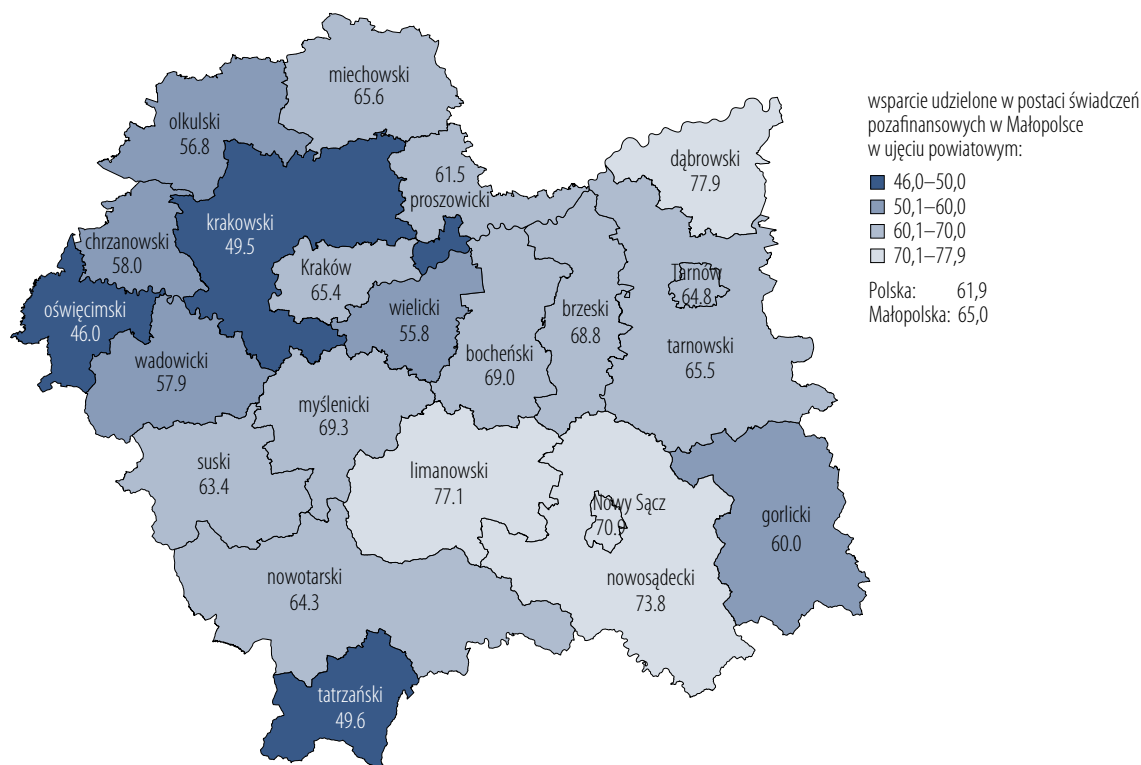 miechowski
65.6
olkulski
56.8
61.5
proszowicki
dąbrowski
77.9
krakowski
49.5
chrzanowski
58.0
Kraków
65.4
Tarnów
64.8
oświęcimski
46.0
wielicki
55.8
brzeski
68.8
bocheński
69.0
tarnowski
65.5
wadowicki
57.9
myślenicki
69.3
suski
63.4
limanowski
77.1
Nowy Sącz
gorlicki
60.0
nowotarski
64.3
nowosądecki
73.8
tatrzański
49.6
wsparcie udzielone w postaci świadczeń
pozafinansowych w Małopolsce
w ujęciu powiatowym:
46,0–50,0
50,1–60,0
60,1–70,0
70,1–77,9
Polska: 61,9
Małopolska: 65,0